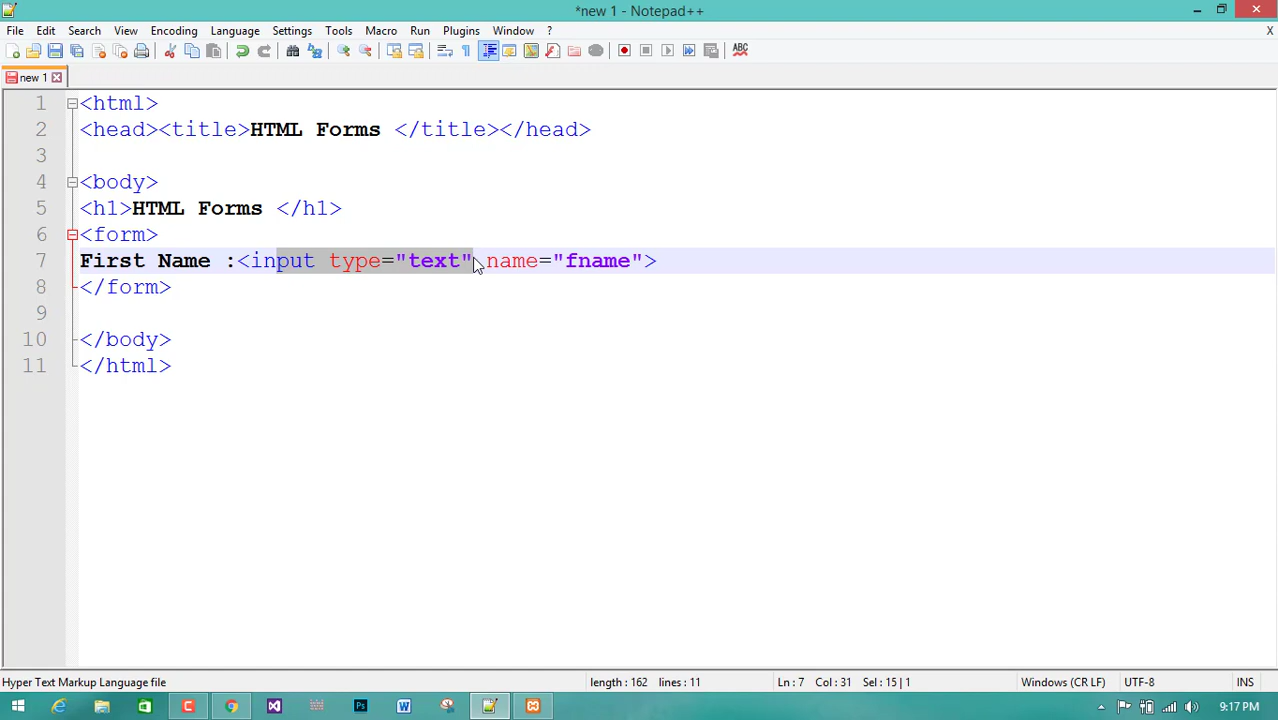 *new 1 - Notepad++
File Edit Search View Encoding Language Settings Tools Macro Run Plugins Window ? X
new 1
1 <html>
2 <head><title>HTML Forms </title></head>
3
4 <body>
5 <h1>HTML Forms </h1>
6 <form>
7 First Name :<input type="text" name="fname">
8 </form>
9
10 </body>
11 </html>
Hyper Text Markup Language file length : 162 lines : 11 Ln : 7 Col : 31 Sel : 15 | 1 Windows (CR LF) UTF-8 INS
9:17 PM